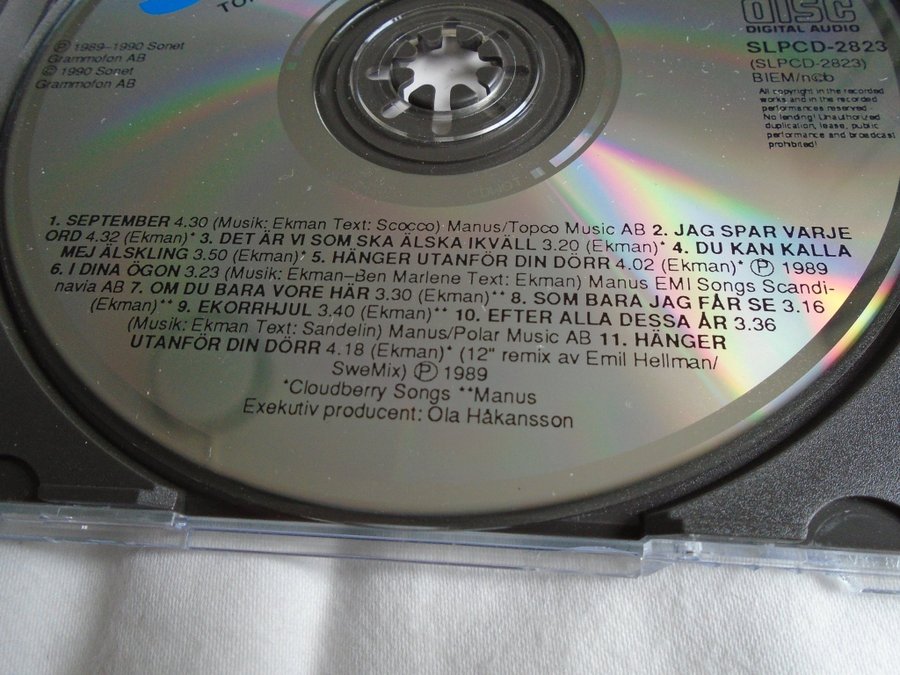 DISC
DIGITAL AUDIO
℗ 1989–1990 Sonet
Grammofon AB
© 1990 Sonet
Grammofon AB
SLPCD-2823
(SLPCD-2823)
BIEM/n©b
All copyright in the recorded
works and in the recorded
performances reserved -
No lending! Unauthorized
duplication, lease, public
performance and broadcast
prohibited!
1. SEPTEMBER 4.30 (Musik: Ekman Text: Scocco) Manus/Topco Music AB 2. JAG SPAR VARJE
ORD 4.32 (Ekman)* 3. DET ÄR VI SOM SKA ÄLSKA IKVÄLL 3.20 (Ekman)* 4. DU KAN KALLA
MEJ ÄLSKLING 3.50 (Ekman)* 5. HÄNGER UTANFÖR DIN DÖRR 4.02 (Ekman)* ℗ 1989
6. I DINA ÖGON 3.23 (Musik: Ekman–Ben Marlene Text: Ekman) Manus EMI Songs Scandi-
navia AB 7. OM DU BARA VORE HÄR 3.30 (Ekman)** 8. SOM BARA JAG FÅR SE 3.16
(Ekman)** 9. EKORRHJUL 3.40 (Ekman)** 10. EFTER ALLA DESSA ÅR 3.36
(Musik: Ekman Text: Sandelin) Manus/Polar Music AB 11. HÄNGER
UTANFÖR DIN DÖRR 4.18 (Ekman)* (12" remix av Emil Hellman/
SweMix) ℗ 1989
*Cloudberry Songs **Manus
Exekutiv producent: Ola Håkansson